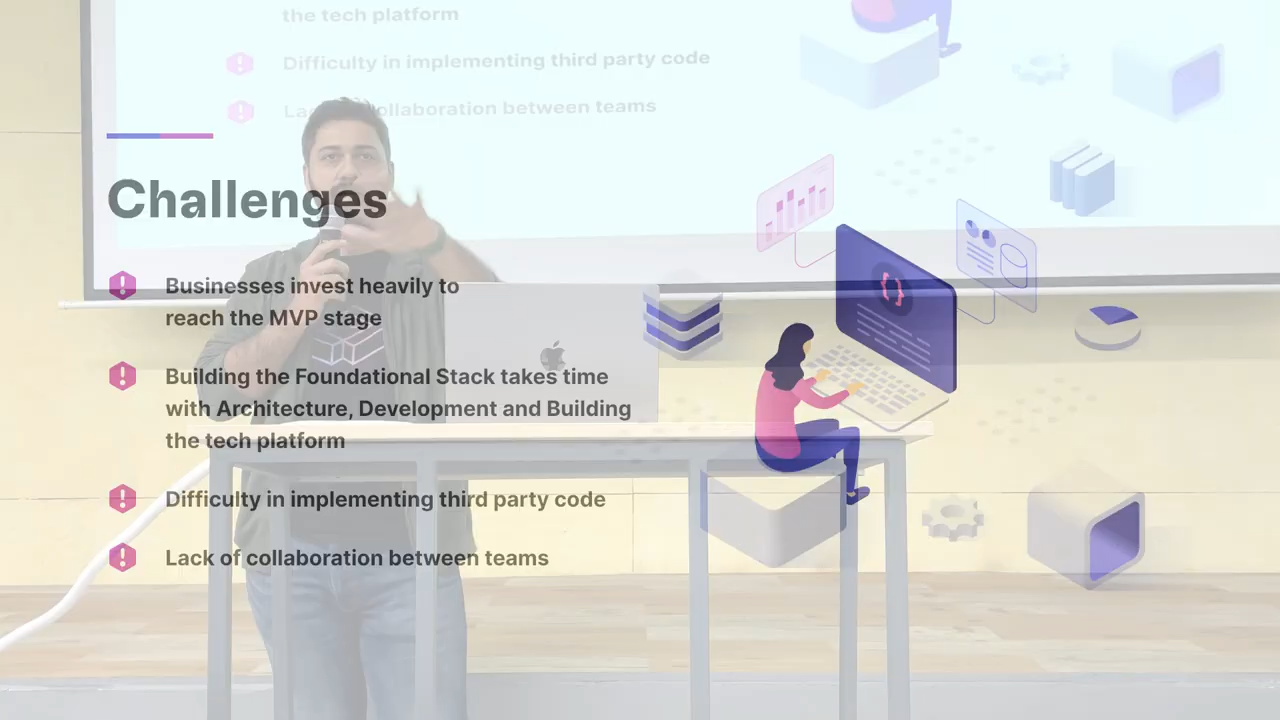 the tech platform
Difficulty in implementing third party code
collaboration between teams
Challenges
Businesses invest heavily to
reach the MVP stage
Building the Foundational Stack takes time
with Architecture, Development and Building
the tech platform
Difficulty in implementing third party code
Lack of collaboration between teams